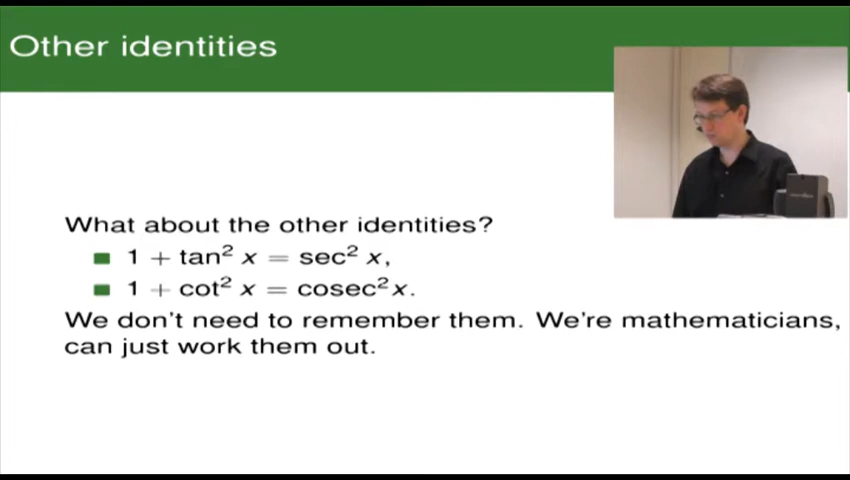 Other identities
What about the other identities?
1 + tan² x = sec² x,
1 + cot² x = cosec²x.
We don't need to remember them. We're mathematicians,
can just work them out.